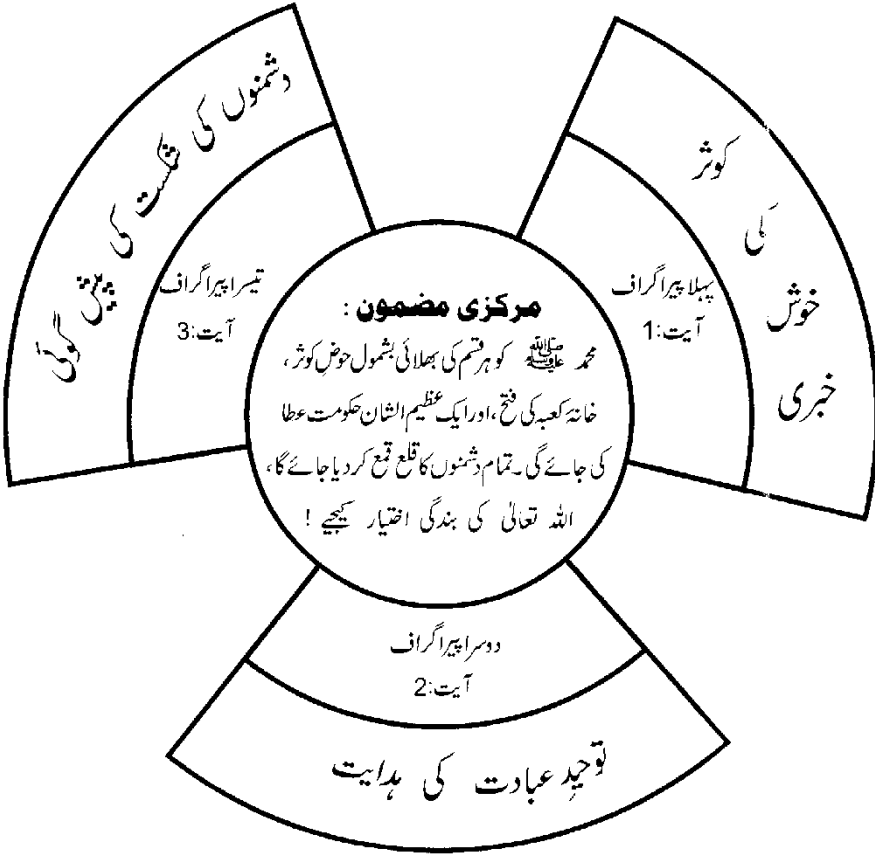 کوثر
کی
خوش
خبری
پہلا پیراگراف
آیت:1
دشمنوں کی شکست کی پیش گوئی
تیسرا پیراگراف
آیت:3
مرکزی مضمون :
محمد ﷺ کو ہر قسم کی بھلائی بشمول حوضِ کوثر،
خانۂ کعبہ کی فتح، اور ایک عظیم الشان حکومت عطا
کی جائے گی۔ تمام دشمنوں کا قلع قمع کر دیا جائے گا،
اللہ تعالیٰ کی بندگی اختیار کیجیے !
دوسرا پیراگراف
آیت:2
توحیدِ عبادت کی ہدایت